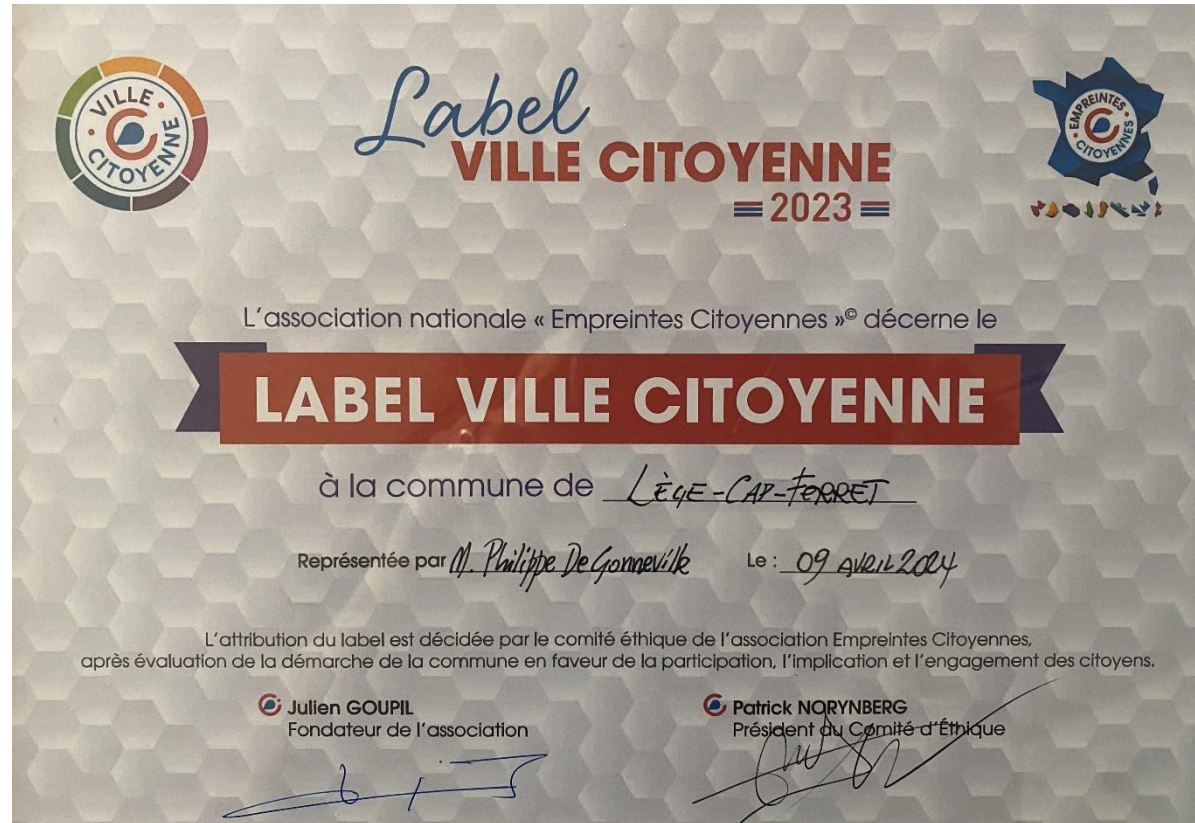 VILLE CITOYENNE
Label
VILLE CITOYENNE
2023
EMPREINTES CITOYENNES
L'association nationale « Empreintes Citoyennes »© décerne le
LABEL VILLE CITOYENNE
à la commune de LÈGE-CAP-FERRET
Représentée par M. Philippe De Gonneville Le : 09 AVRIL 2024
L'attribution du label est décidée par le comité éthique de l'association Empreintes Citoyennes,
après évaluation de la démarche de la commune en faveur de la participation, l'implication et l'engagement des citoyens.
Julien GOUPIL
Fondateur de l'association
Patrick NORYNBERG
Président du Comité d'Éthique